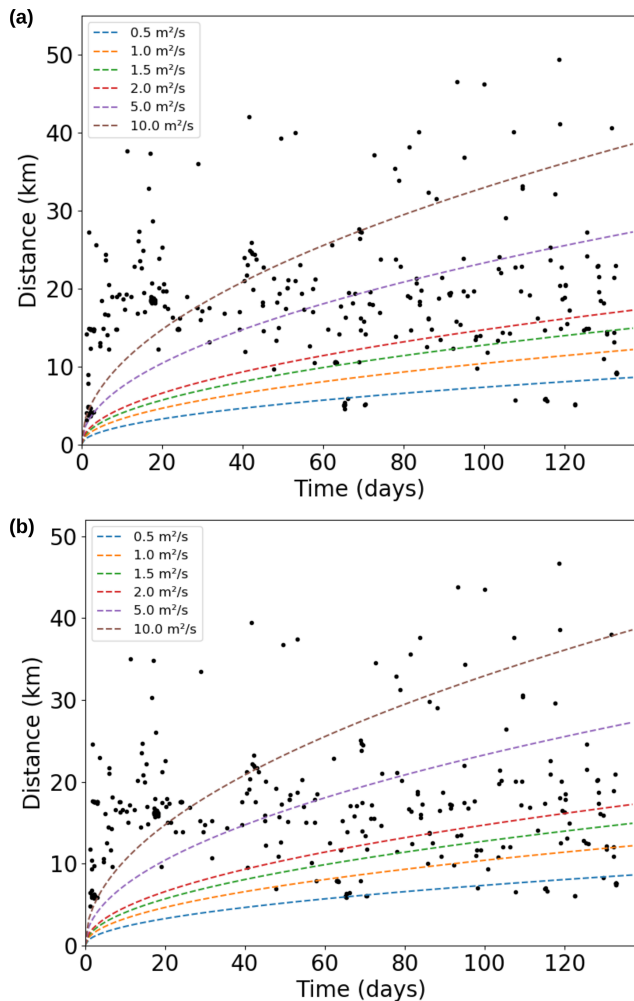 (a)
0.5 m²/s
1.0 m²/s
1.5 m²/s
2.0 m²/s
5.0 m²/s
10.0 m²/s
50
40
30
20
10
0
Distance (km)
0 20 40 60 80 100 120
Time (days)
(b)
0.5 m²/s
1.0 m²/s
1.5 m²/s
2.0 m²/s
5.0 m²/s
10.0 m²/s
50
40
30
20
10
0
Distance (km)
0 20 40 60 80 100 120
Time (days)